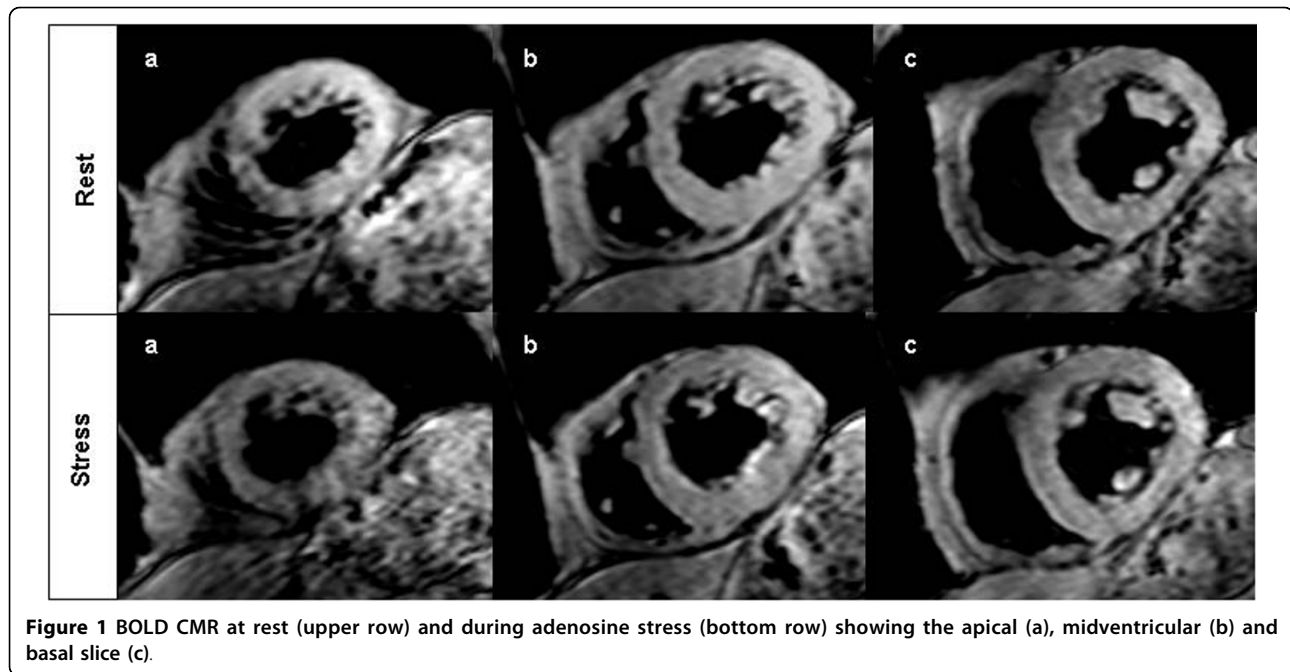 Rest
a
b
c
Stress
a
b
c
Figure 1 BOLD CMR at rest (upper row) and during adenosine stress (bottom row) showing the apical (a), midventricular (b) and
basal slice (c).